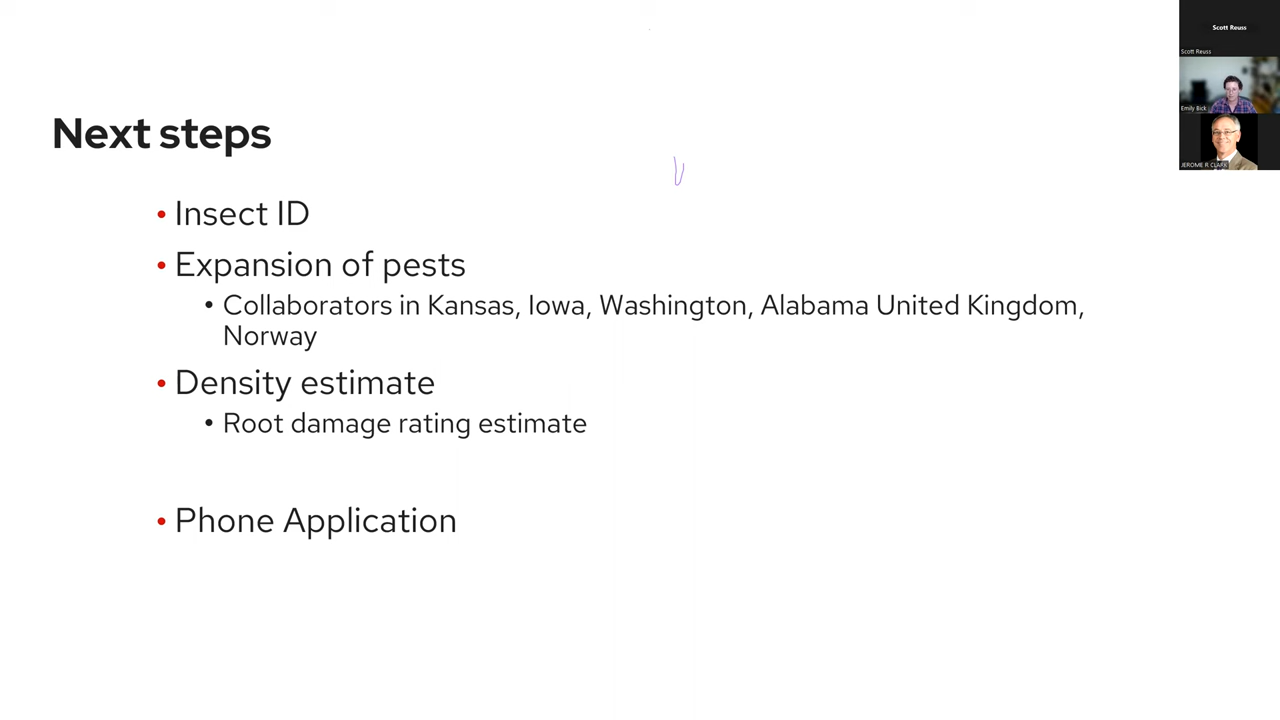 Scott Reuss
Scott Reuss
Emily Bick
JEROME R CLARK
Next steps
• Insect ID
• Expansion of pests
• Collaborators in Kansas, Iowa, Washington, Alabama United Kingdom,
Norway
• Density estimate
• Root damage rating estimate
• Phone Application